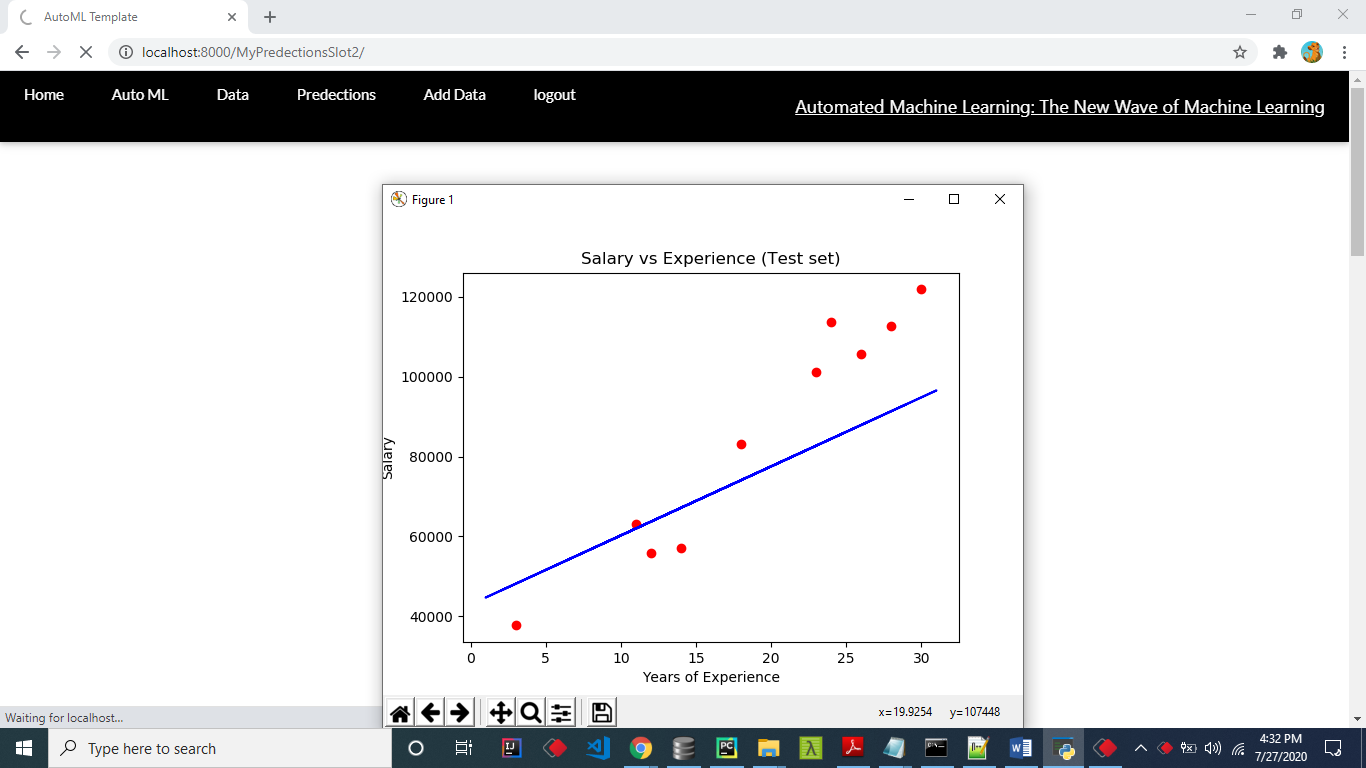 AutoML Template
localhost:8000/MyPredectionsSlot2/
Home Auto ML Data Predections Add Data logout
Automated Machine Learning: The New Wave of Machine Learning
Figure 1
Salary vs Experience (Test set)
120000
100000
80000
60000
40000
Salary
0 5 10 15 20 25 30
Years of Experience
x=19.9254 y=107448
Waiting for localhost...
Type here to search
IJ
PC
W
4:32 PM
7/27/2020